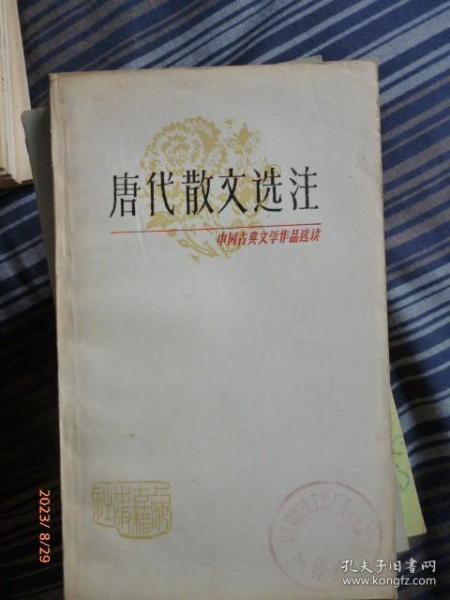 唐代散文选注
中国古典文学作品选读
上海
古籍
出版
社
2023/ 8/29
孔夫子旧书网
www.kongfz.com